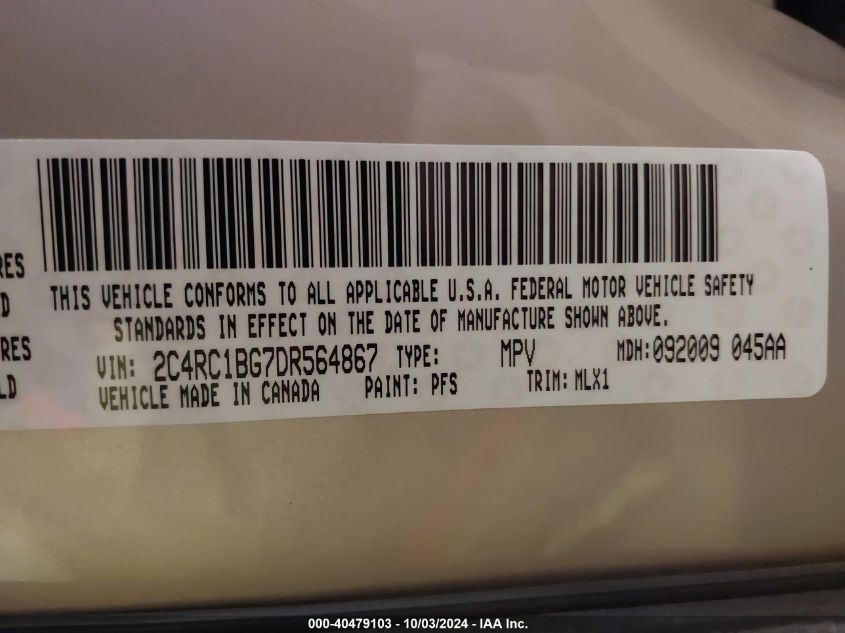 RES
D
THIS VEHICLE CONFORMS TO ALL APPLICABLE U.S.A. FEDERAL MOTOR VEHICLE SAFETY
STANDARDS IN EFFECT ON THE DATE OF MANUFACTURE SHOWN ABOVE.
RES
VIN: 2C4RC1BG7DR564867 TYPE: MPV MDH:092009 045AA
LD
VEHICLE MADE IN CANADA PAINT: PFS TRIM: MLX1
000-40479103 - 10/03/2024 - IAA Inc.